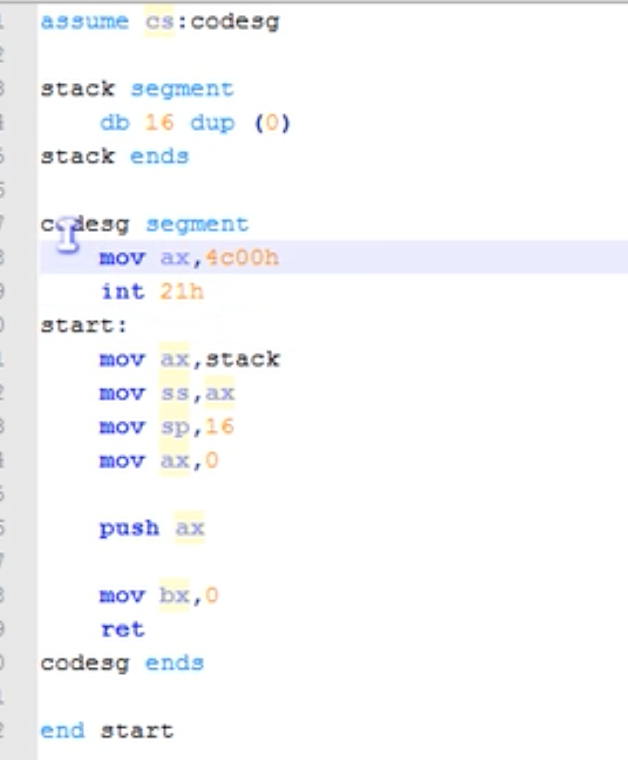 assume cs:codesg
stack segment
db 16 dup (0)
stack ends
codesg segment
mov ax,4c00h
int 21h
start:
mov ax,stack
mov ss,ax
mov sp,16
mov ax,0
push ax
mov bx,0
ret
codesg ends
end start